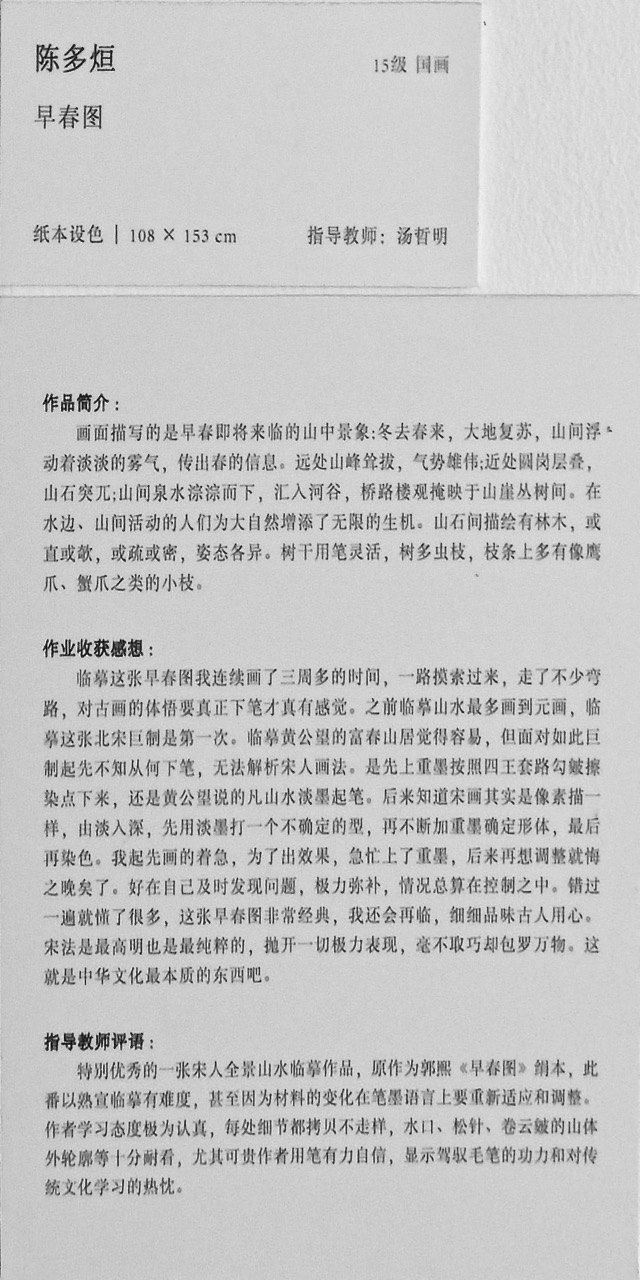 陈多烜
15级 国画
早春图
纸本设色 | 108 × 153 cm
指导教师：汤哲明
作品简介：
画面描写的是早春即将来临的山中景象:冬去春来，大地复苏，山间浮
动着淡淡的雾气，传出春的信息。远处山峰耸拔，气势雄伟;近处圆岗层叠，
山石突兀;山间泉水淙淙而下，汇入河谷，桥路楼观掩映于山崖丛树间。在
水边、山间活动的人们为大自然增添了无限的生机。山石间描绘有林木，或
直或欹，或疏或密，姿态各异。树干用笔灵活，树多虫枝，枝条上多有像鹰
爪、蟹爪之类的小枝。
作业收获感想：
临摹这张早春图我连续画了三周多的时间，一路摸索过来，走了不少弯
路，对古画的体悟要真正下笔才真有感觉。之前临摹山水最多画到元画，临
摹这张北宋巨制是第一次。临摹黄公望的富春山居觉得容易，但面对如此巨
制起先不知从何下笔，无法解析宋人画法。是先上重墨按照四王套路勾皴擦
染点下来，还是黄公望说的凡山水淡墨起笔。后来知道宋画其实是像素描一
样，由淡入深，先用淡墨打一个不确定的型，再不断加重墨确定形体，最后
再染色。我起先画的着急，为了出效果，急忙上了重墨，后来再想调整就悔
之晚矣了。好在自己及时发现问题，极力弥补，情况总算在控制之中。错过
一遍就懂了很多，这张早春图非常经典，我还会再临，细细品味古人用心。
宋法是最高明也是最纯粹的，抛开一切极力表现，毫不取巧却包罗万物。这
就是中华文化最本质的东西吧。
指导教师评语：
特别优秀的一张宋人全景山水临摹作品，原作为郭熙《早春图》绢本，此
番以熟宣临摹有难度，甚至因为材料的变化在笔墨语言上要重新适应和调整。
作者学习态度极为认真，每处细节都拷贝不走样，水口、松针、卷云皴的山体
外轮廓等十分耐看，尤其可贵作者用笔有力自信，显示驾驭毛笔的功力和对传
统文化学习的热忱。